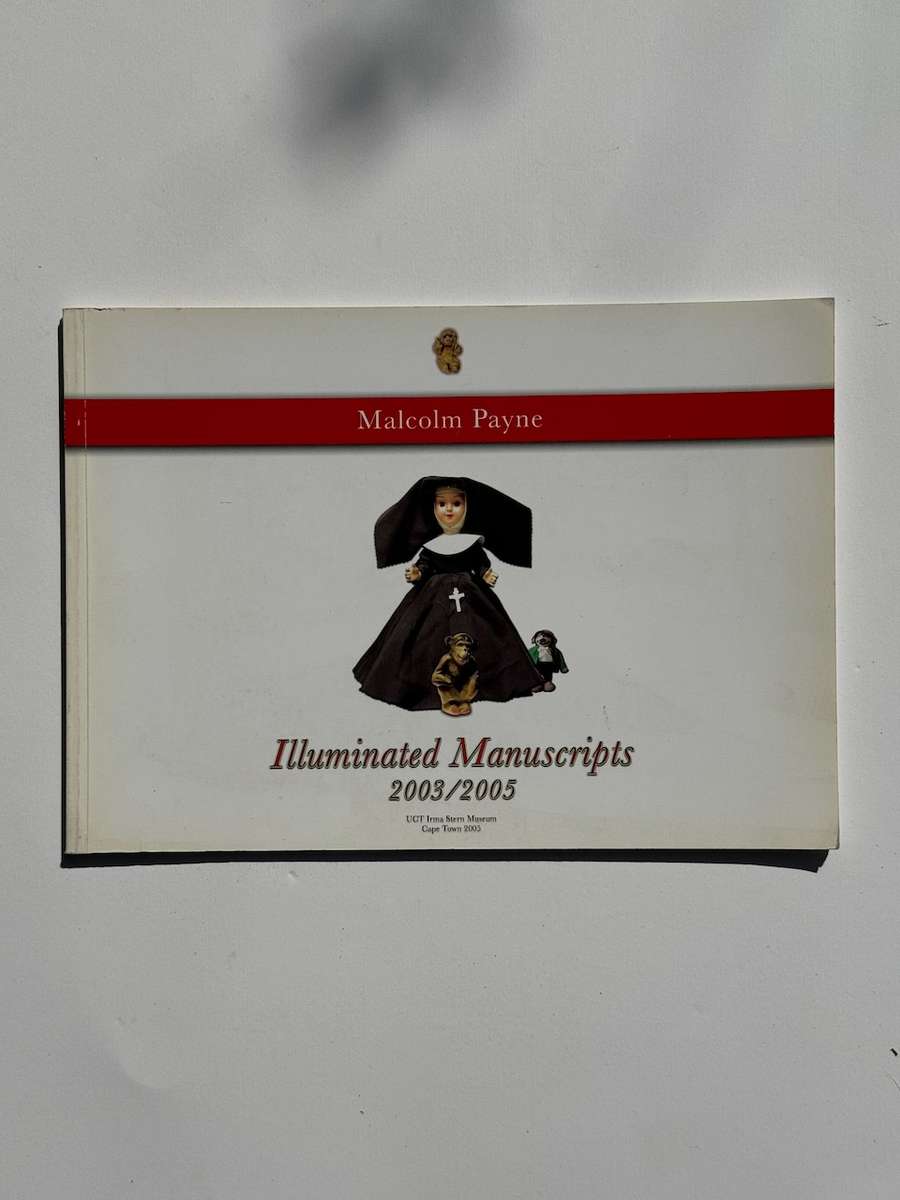 Malcolm Payne
Illuminated Manuscripts
2003/2005
UCT Irma Stern Museum
Cape Town 2005